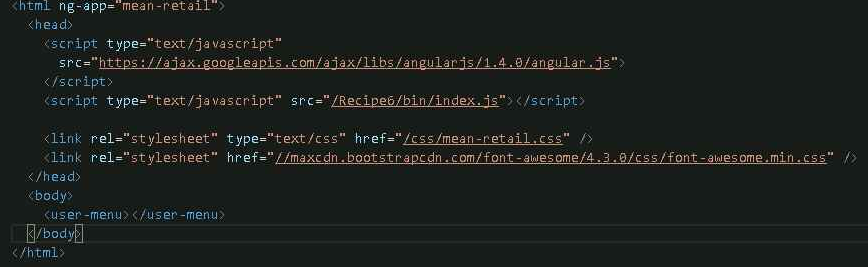 <html ng-app="mean-retail">
  <head>
    <script type="text/javascript"
      src="https://ajax.googleapis.com/ajax/libs/angularjs/1.4.0/angular.js">
    </script>
    <script type="text/javascript" src="/Recipe6/bin/index.js"></script>

    <link rel="stylesheet" type="text/css" href="/css/mean-retail.css" />
    <link rel="stylesheet" href="//maxcdn.bootstrapcdn.com/font-awesome/4.3.0/css/font-awesome.min.css" />
  </head>
  <body>
    <user-menu></user-menu>
  </body>
</html>